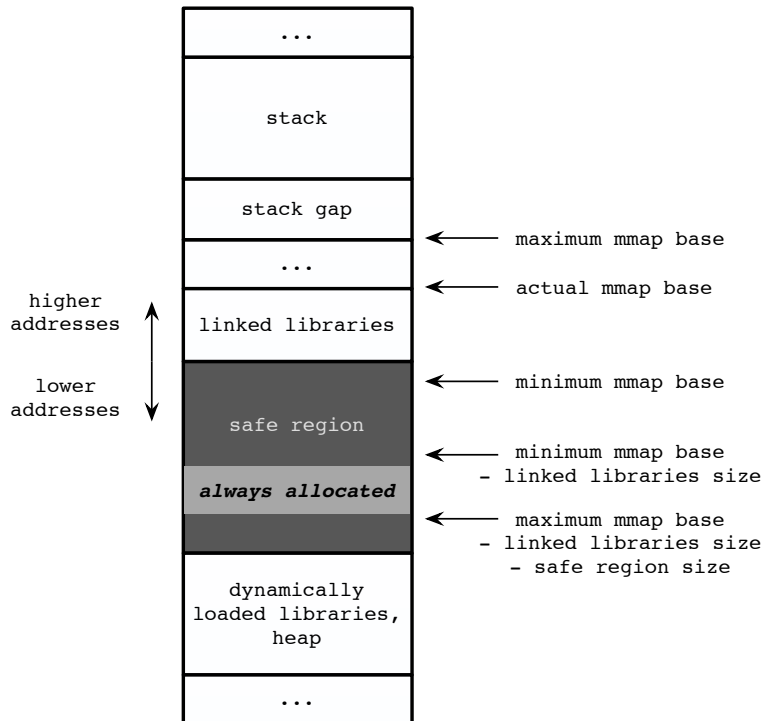 ...
stack
stack gap
maximum mmap base
...
actual mmap base
higher
addresses
linked libraries
minimum mmap base
lower
addresses
safe region
minimum mmap base
– linked libraries size
always allocated
maximum mmap base
– linked libraries size
– safe region size
dynamically
loaded libraries,
heap
...